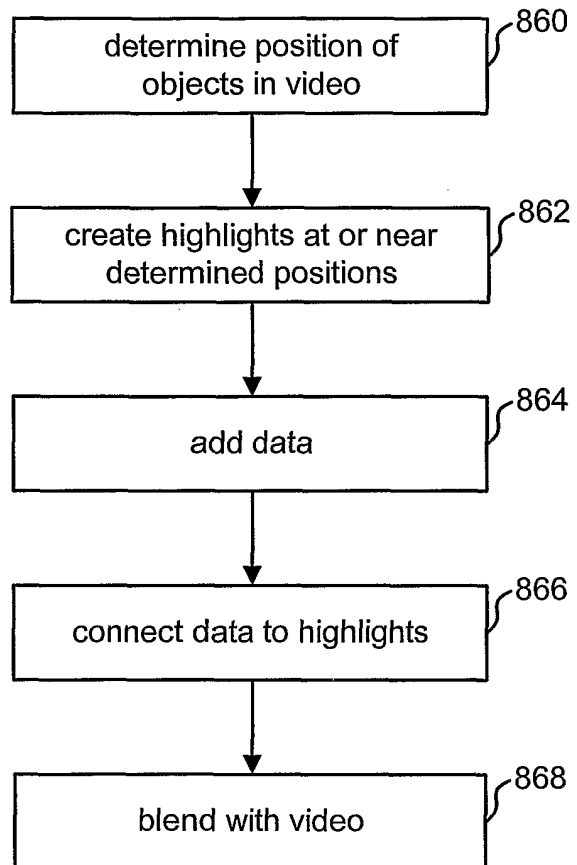 860
determine position of
objects in video
862
create highlights at or near
determined positions
864
add data
866
connect data to highlights
868
blend with video